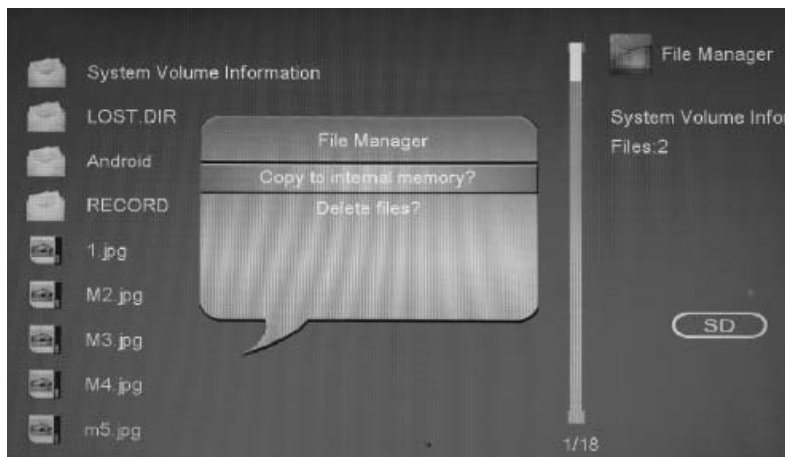 System Volume Information
LOST.DIR
Android
RECORD
1.jpg
M2.jpg
M3.jpg
M4.jpg
m5.jpg
File Manager
Copy to internal memory?
Delete files?
1/18
File Manager
System Volume Infor
Files:2
SD